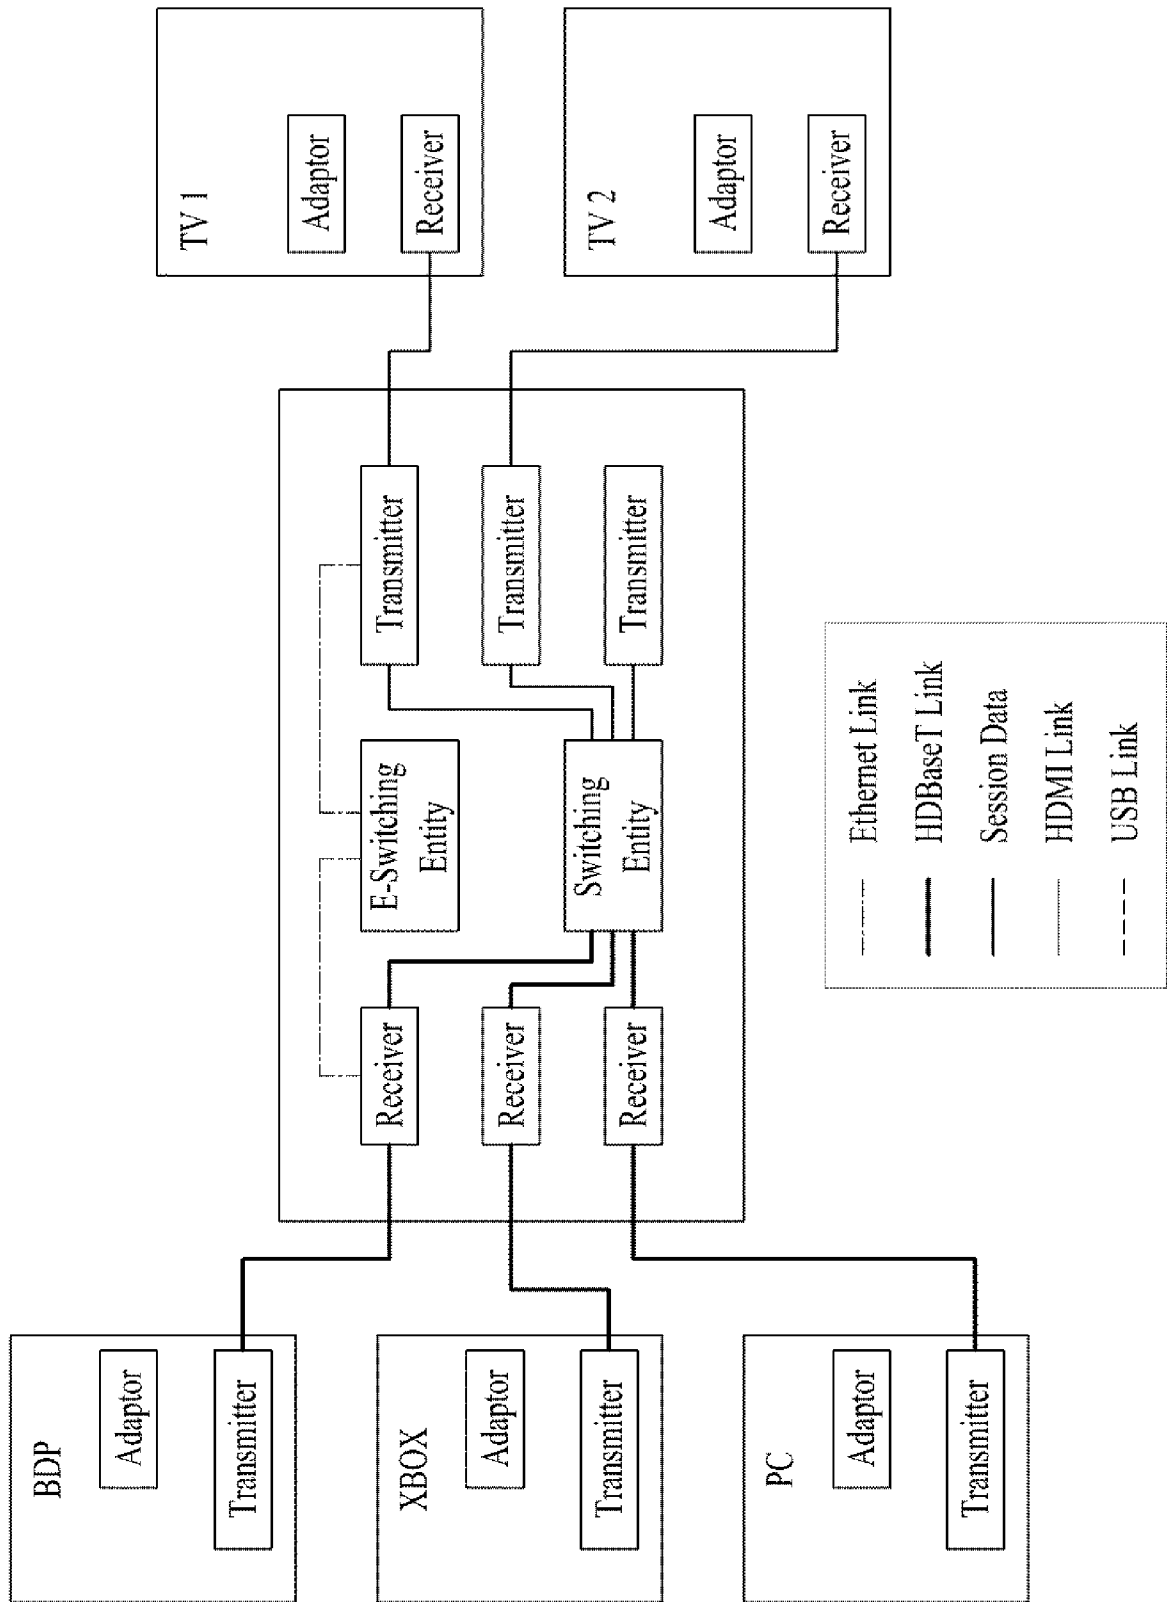 BDP
Adaptor
Transmitter
XBOX
Adaptor
Transmitter
PC
Adaptor
Transmitter
Receiver
Receiver
Receiver
E-Switching
Entity
Switching
Entity
Transmitter
Transmitter
Transmitter
TV 1
Adaptor
Receiver
TV 2
Adaptor
Receiver
Ethernet Link
HDBaseT Link
Session Data
HDMI Link
USB Link